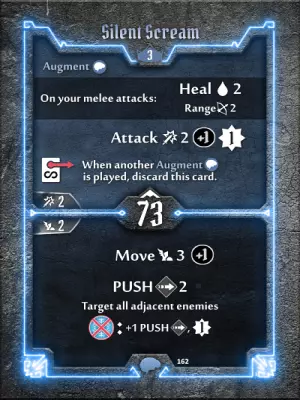 Silent Scream
3
Augment
On your melee attacks:
Heal 2
Range 2
Attack 2 +1 1
When another Augment
is played, discard this card.
2
73
2
Move 3 +1
PUSH 2
Target all adjacent enemies
: +1 PUSH , 1
162